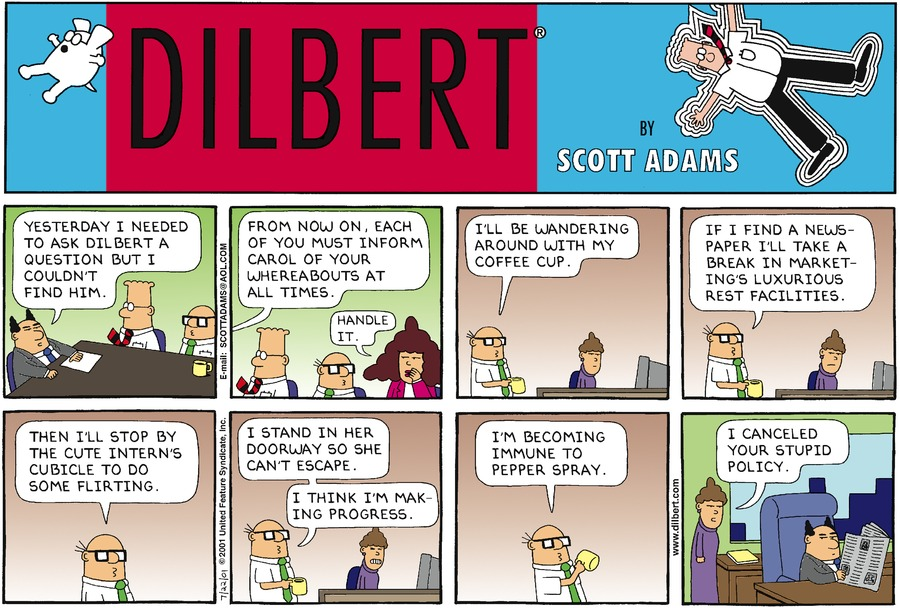 DILBERT®
BY
SCOTT ADAMS
YESTERDAY I NEEDED
TO ASK DILBERT A
QUESTION BUT I
COULDN'T
FIND HIM.
E-mail: SCOTTADAMS@AOL.COM
FROM NOW ON, EACH
OF YOU MUST INFORM
CAROL OF YOUR
WHEREABOUTS AT
ALL TIMES.
HANDLE
IT.
I'LL BE WANDERING
AROUND WITH MY
COFFEE CUP.
IF I FIND A NEWS-
PAPER I'LL TAKE A
BREAK IN MARKET-
ING'S LUXURIOUS
REST FACILITIES.
THEN I'LL STOP BY
THE CUTE INTERN'S
CUBICLE TO DO
SOME FLIRTING.
7/22/01 ©2001 United Feature Syndicate, Inc.
I STAND IN HER
DOORWAY SO SHE
CAN'T ESCAPE.
I THINK I'M MAK-
ING PROGRESS.
I'M BECOMING
IMMUNE TO
PEPPER SPRAY.
www.dilbert.com
I CANCELED
YOUR STUPID
POLICY.